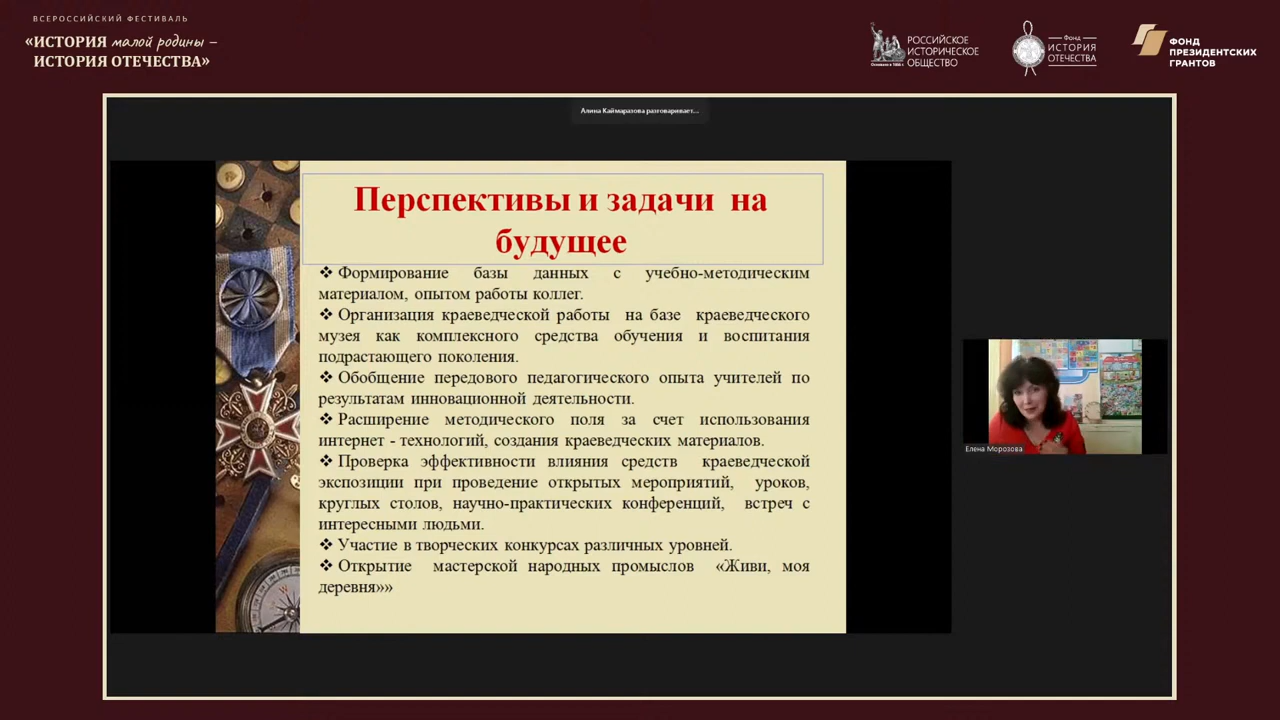 ВСЕРОССИЙСКИЙ ФЕСТИВАЛЬ
«ИСТОРИЯ малой родины –
ИСТОРИЯ ОТЕЧЕСТВА»
РОССИЙСКОЕ
ИСТОРИЧЕСКОЕ
ОБЩЕСТВО
Основано в 1866 г.
Фонд
ИСТОРИЯ
ОТЕЧЕСТВА
ФОНД
ПРЕЗИДЕНТСКИХ
ГРАНТОВ
Алина Каймаразова разговаривает...
Перспективы и задачи на
будущее
❖ Формирование базы данных с учебно-методическим
материалом, опытом работы коллег.
❖ Организация краеведческой работы на базе краеведческого
музея как комплексного средства обучения и воспитания
подрастающего поколения.
❖ Обобщение передового педагогического опыта учителей по
результатам инновационной деятельности.
❖ Расширение методического поля за счет использования
интернет - технологий, создания краеведческих материалов.
❖ Проверка эффективности влияния средств краеведческой
экспозиции при проведение открытых мероприятий, уроков,
круглых столов, научно-практических конференций, встреч с
интересными людьми.
❖ Участие в творческих конкурсах различных уровней.
❖ Открытие мастерской народных промыслов «Живи, моя
деревня»»
Елена Морозова